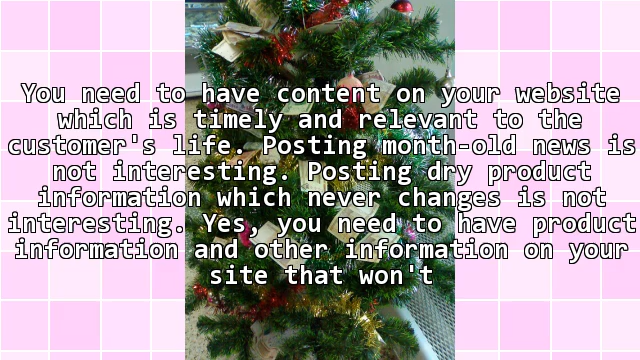 You need to have content on your website
which is timely and relevant to the
customer's life. Posting month-old news is
not interesting. Posting dry product
information which never changes is not
interesting. Yes, you need to have product
information and other information on your
site that won't